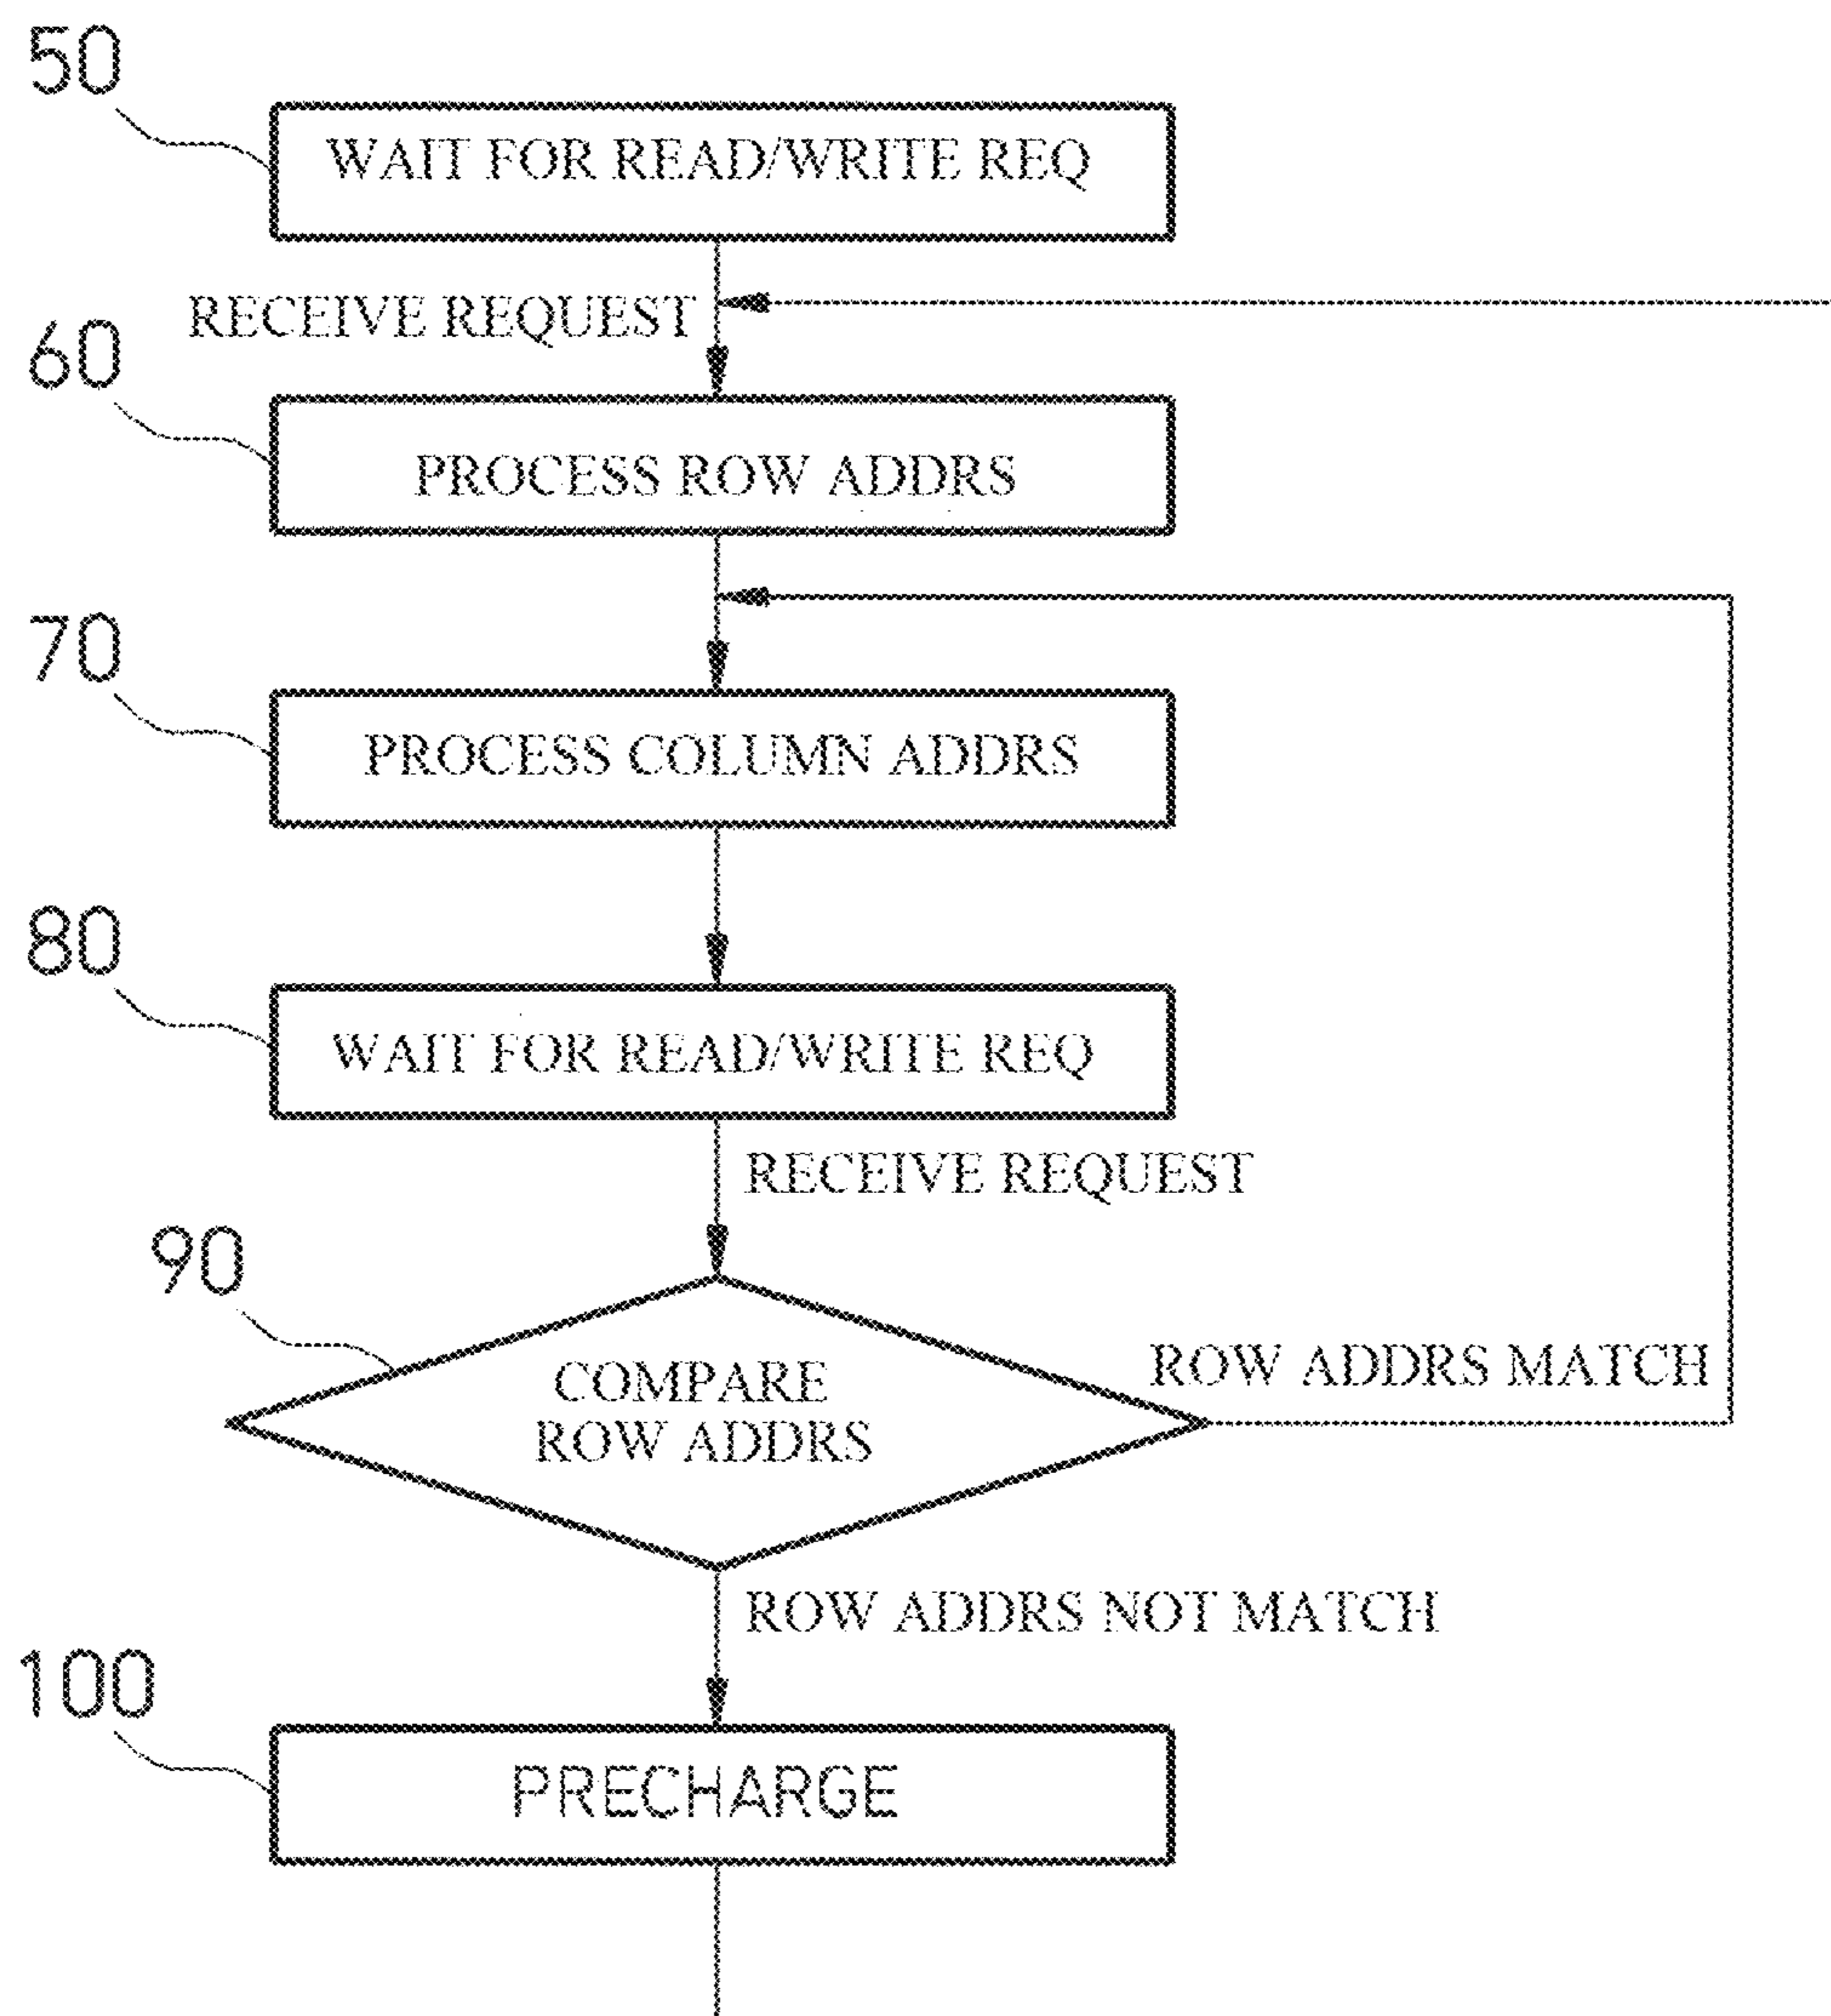 50
WAIT FOR READ/WRITE REQ
RECEIVE REQUEST
60
PROCESS ROW ADDRS
70
PROCESS COLUMN ADDRS
80
WAIT FOR READ/WRITE REQ
RECEIVE REQUEST
90
COMPARE
ROW ADDRS
ROW ADDRS MATCH
ROW ADDRS NOT MATCH
100
PRECHARGE